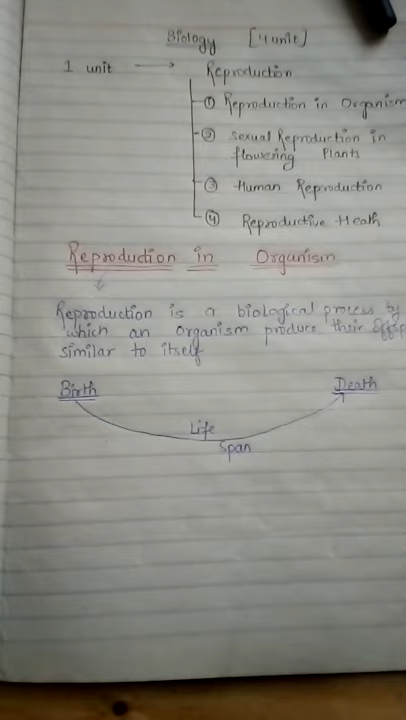 Biology [4 unit]
1 unit → Reproduction
① Reproduction in Organism
② Sexual Reproduction in
flowering Plants
③ Human Reproduction
④ Reproductive Heath
Reproduction in Organism
Reproduction is a biological process by
which an organism produce their
similar to itself
Birth Death
Life
Span